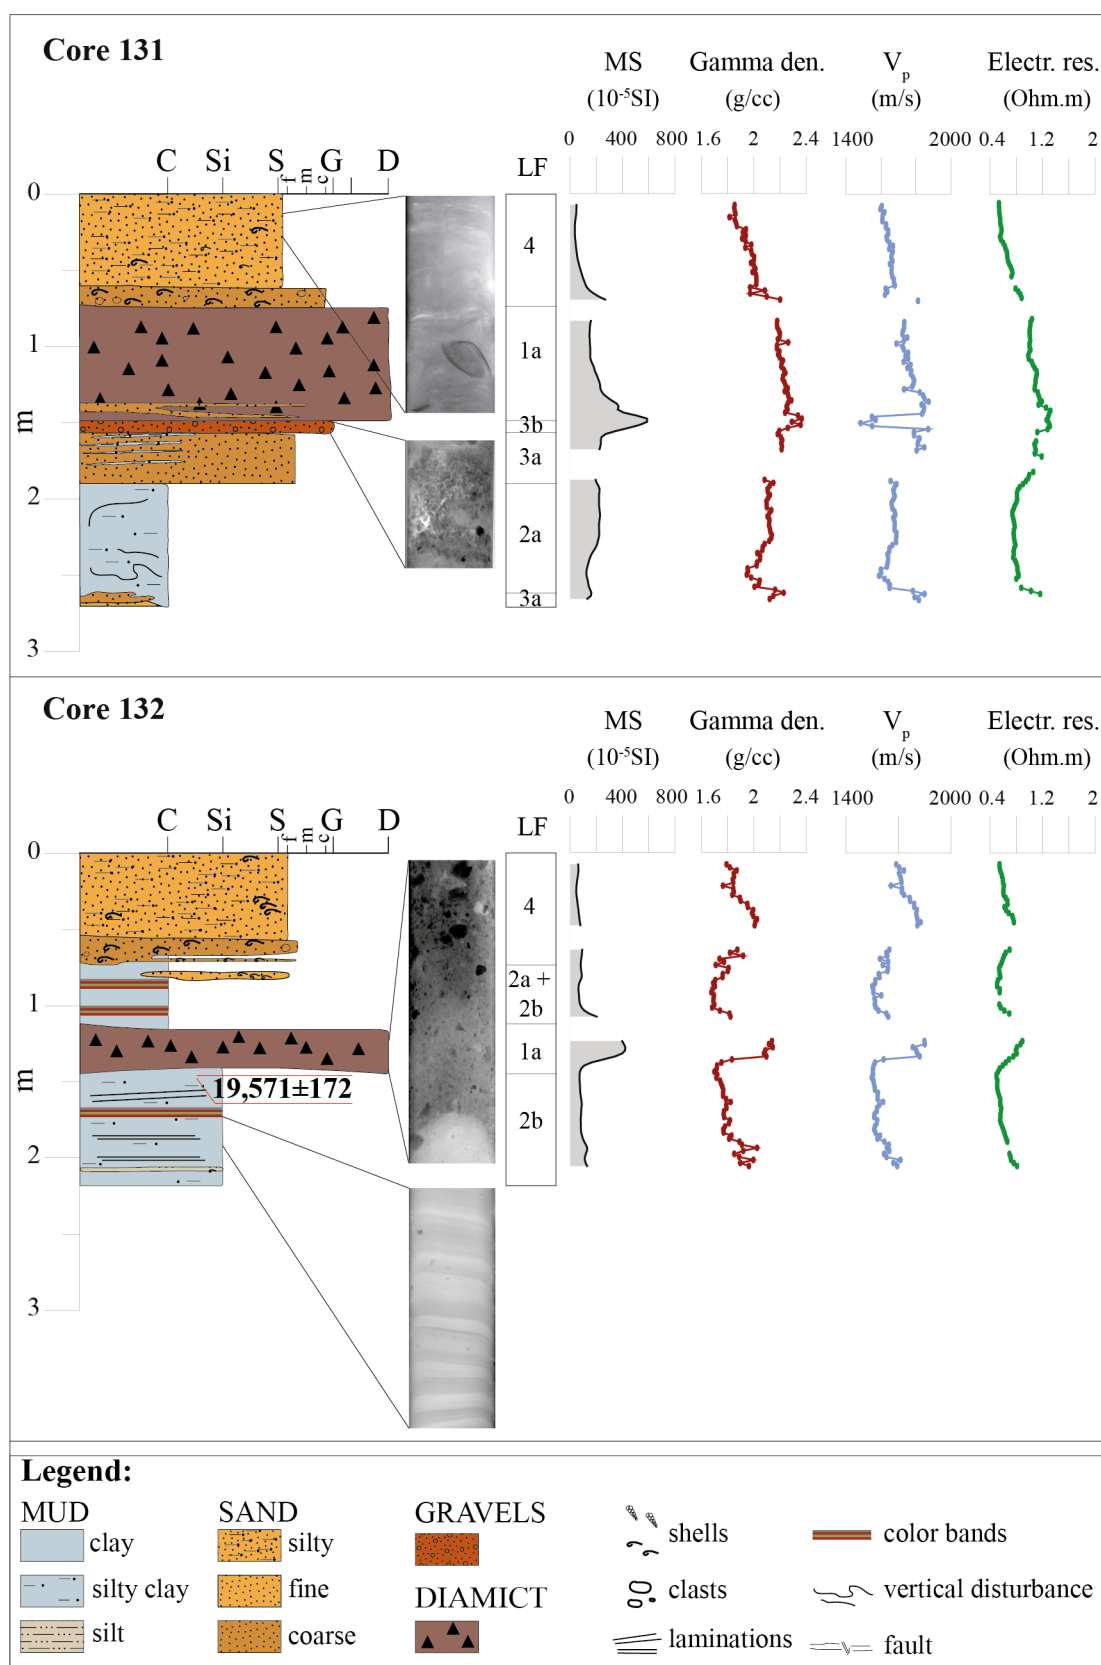 Core 131
MS Gamma den. Vp Electr. res.
(10-5SI) (g/cc) (m/s) (Ohm.m)
0 400 800 1.6 2 2.4 1400 2000 0.4 1.2 2
C Si S G D LF
f m c
0
4
1
1a
m
3b
3a
2
2a
3a
3
Core 132
MS Gamma den. Vp Electr. res.
(10-5SI) (g/cc) (m/s) (Ohm.m)
0 400 800 1.6 2 2.4 1400 2000 0.4 1.2 2
C Si S G D LF
f m c
0
4
2a +
1 2b
1a
m 19,571±172
2b
2
3
Legend:
MUD SAND GRAVELS
shells color bands
clay silty
silty clay fine DIAMICT clasts vertical disturbance
silt coarse laminations fault